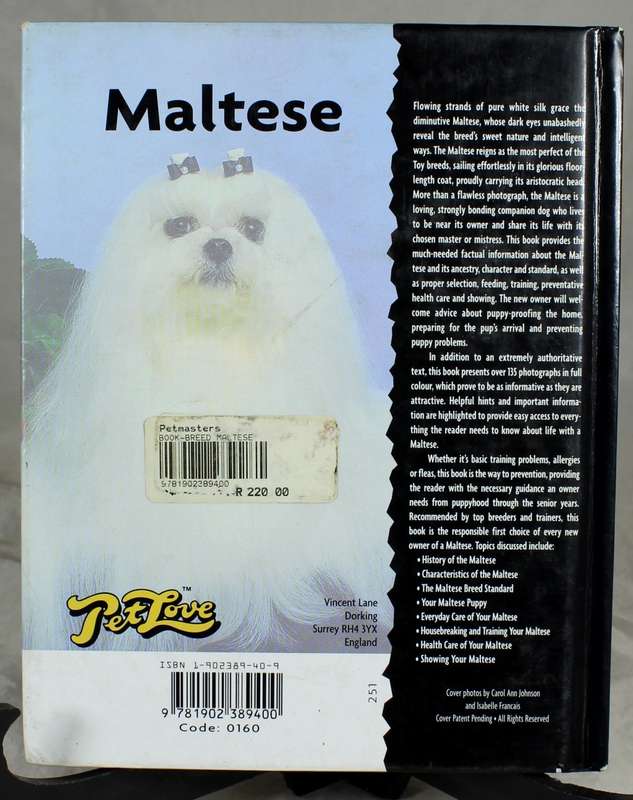 Maltese
Petmasters
BOOK-BREED MALTESE
9781902389400
R 220 00
PetLove™
Vincent Lane
Dorking
Surrey RH4 3YX
England
ISBN 1-902389-40-9
9 781902 389400
Code: 0160
251
Flowing strands of pure white silk grace the
diminutive Maltese, whose dark eyes unabashedly
reveal the breed's sweet nature and intelligen
ways. The Maltese reigns as the most perfect of the
Toy breeds, sailing effortlessly in its glorious floor
length coat, proudly carrying its aristocratic head.
More than a flawless photograph, the Maltese is a
loving, strongly bonding companion dog who lives
to be near its owner and share its life with its
chosen master or mistress. This book provides the
much-needed factual information about the Mal
tese and its ancestry, character and standard, as well
as proper selection, feeding, training, preventative
health care and showing. The new owner will wel-
come advice about puppy-proofing the home,
preparing for the pup's arrival and preventing
puppy problems.
In addition to an extremely authoritative
text, this book presents over 135 photographs in full
colour, which prove to be as informative as they are
attractive. Helpful hints and important informa-
tion are highlighted to provide easy access to every-
thing the reader needs to know about life with a
Maltese.
Whether it's basic training problems, allergies
or fleas, this book is the way to prevention, providing
the reader with the necessary guidance an owner
needs from puppyhood through the senior years.
Recommended by top breeders and trainers, this
book is the responsible first choice of every new
owner of a Maltese. Topics discussed include:
• History of the Maltese
• Characteristics of the Maltese
• The Maltese Breed Standard
• Your Maltese Puppy
• Everyday Care of Your Maltese
• Housebreaking and Training Your Maltese
• Health Care of Your Maltese
• Showing Your Maltese
Cover photos by Carol Ann Johnson
and Isabelle Francais
Cover Patent Pending • All Rights Reserved